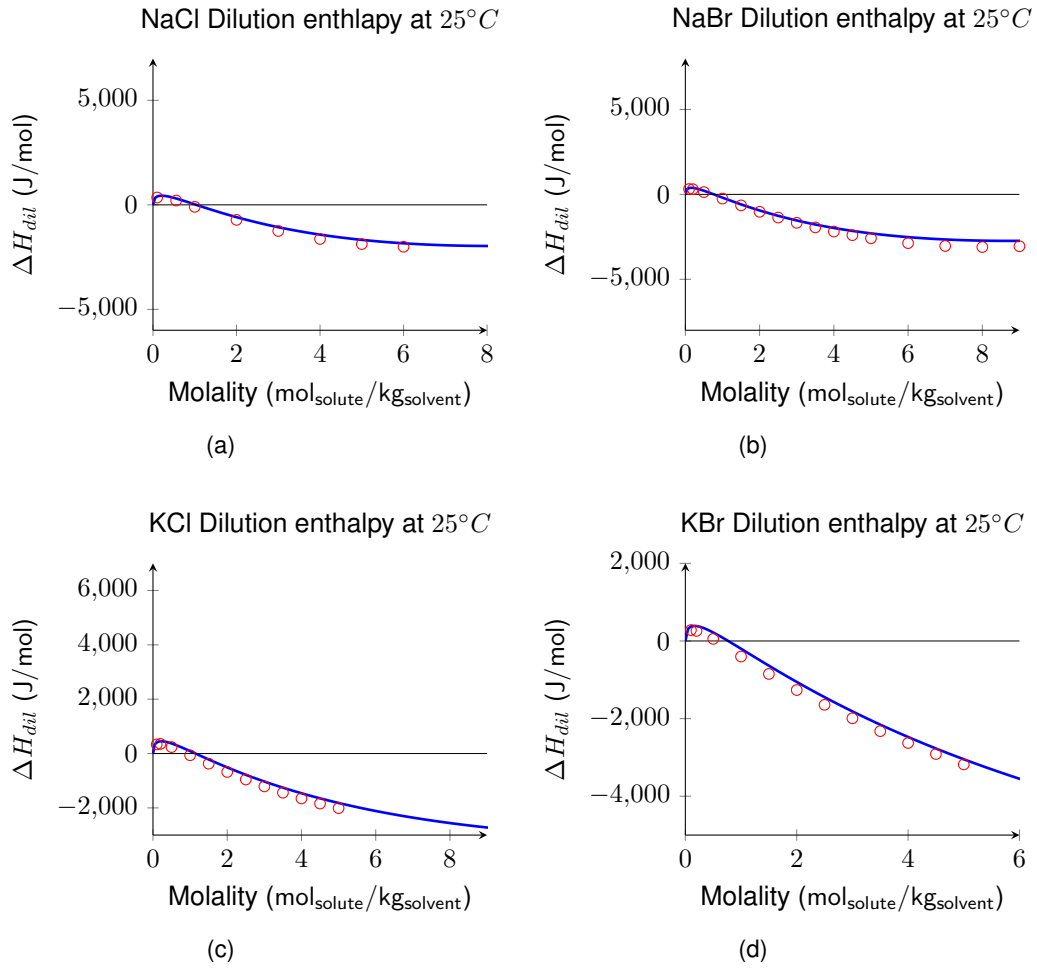 NaCl Dilution enthlapy at 25°C
5,000
0
−5,000
0 2 4 6 8
ΔH_dil (J/mol)
Molality (mol_solute/kg_solvent)
(a)
NaBr Dilution enthalpy at 25°C
5,000
0
−5,000
0 2 4 6 8
ΔH_dil (J/mol)
Molality (mol_solute/kg_solvent)
(b)
KCl Dilution enthalpy at 25°C
6,000
4,000
2,000
0
−2,000
0 2 4 6 8
ΔH_dil (J/mol)
Molality (mol_solute/kg_solvent)
(c)
KBr Dilution enthalpy at 25°C
2,000
0
−2,000
−4,000
0 2 4 6
ΔH_dil (J/mol)
Molality (mol_solute/kg_solvent)
(d)